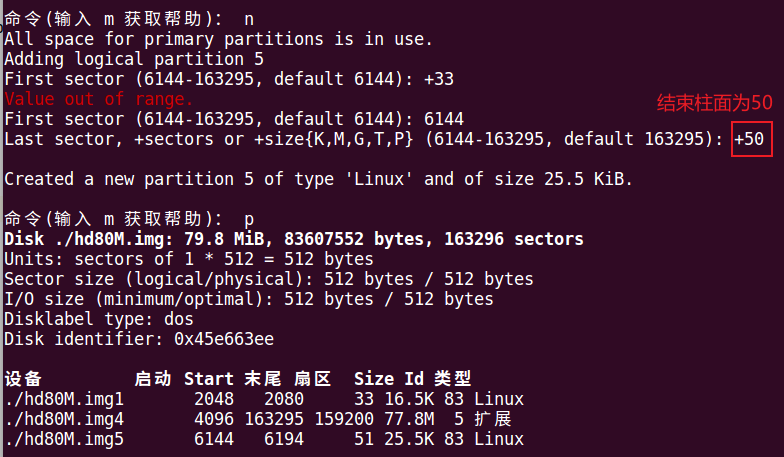 命令(输入 m 获取帮助)： n
All space for primary partitions is in use.
Adding logical partition 5
First sector (6144-163295, default 6144): +33
Value out of range.
结束柱面为50
First sector (6144-163295, default 6144): 6144
Last sector, +sectors or +size{K,M,G,T,P} (6144-163295, default 163295): +50
Created a new partition 5 of type 'Linux' and of size 25.5 KiB.
命令(输入 m 获取帮助)： p
Disk ./hd80M.img: 79.8 MiB, 83607552 bytes, 163296 sectors
Units: sectors of 1 * 512 = 512 bytes
Sector size (logical/physical): 512 bytes / 512 bytes
I/O size (minimum/optimal): 512 bytes / 512 bytes
Disklabel type: dos
Disk identifier: 0x45e663ee
设备 启动 Start 末尾 扇区 Size Id 类型
./hd80M.img1 2048 2080 33 16.5K 83 Linux
./hd80M.img4 4096 163295 159200 77.8M 5 扩展
./hd80M.img5 6144 6194 51 25.5K 83 Linux